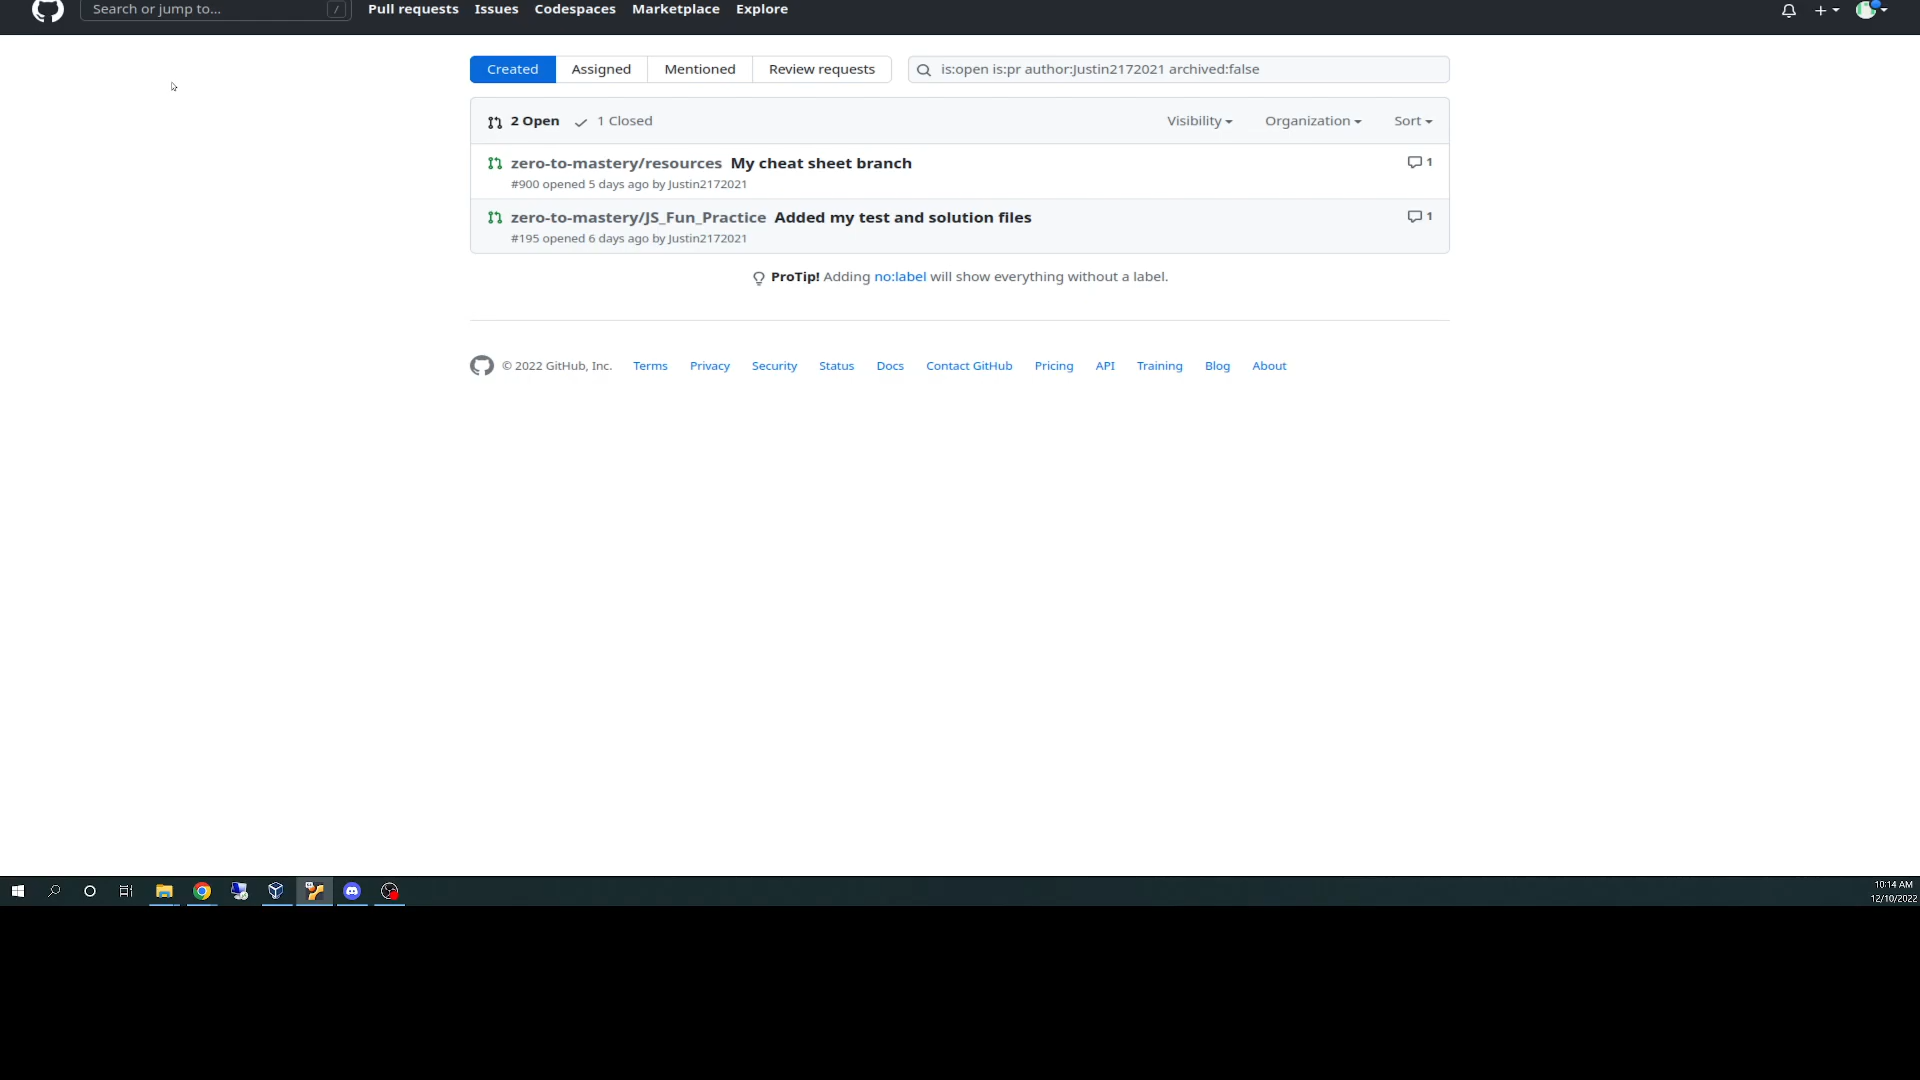 Search or jump to... / Pull requests Issues Codespaces Marketplace Explore
Created Assigned Mentioned Review requests is:open is:pr author:Justin2172021 archived:false
2 Open 1 Closed Visibility Organization Sort
zero-to-mastery/resources My cheat sheet branch 1
#900 opened 5 days ago by Justin2172021
zero-to-mastery/JS_Fun_Practice Added my test and solution files 1
#195 opened 6 days ago by Justin2172021
ProTip! Adding no:label will show everything without a label.
© 2022 GitHub, Inc. Terms Privacy Security Status Docs Contact GitHub Pricing API Training Blog About
10:14 AM
12/10/2022